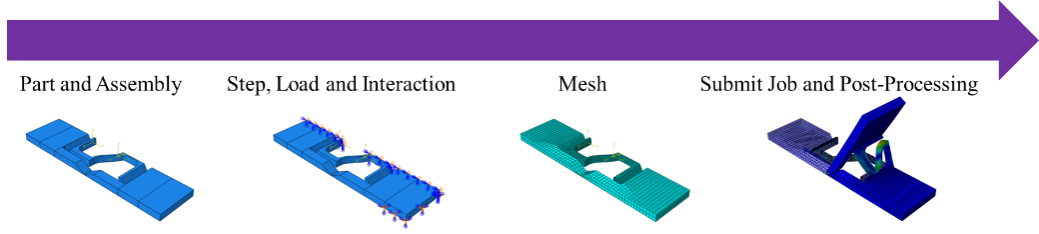 Part and Assembly
Step, Load and Interaction
Mesh
Submit Job and Post-Processing